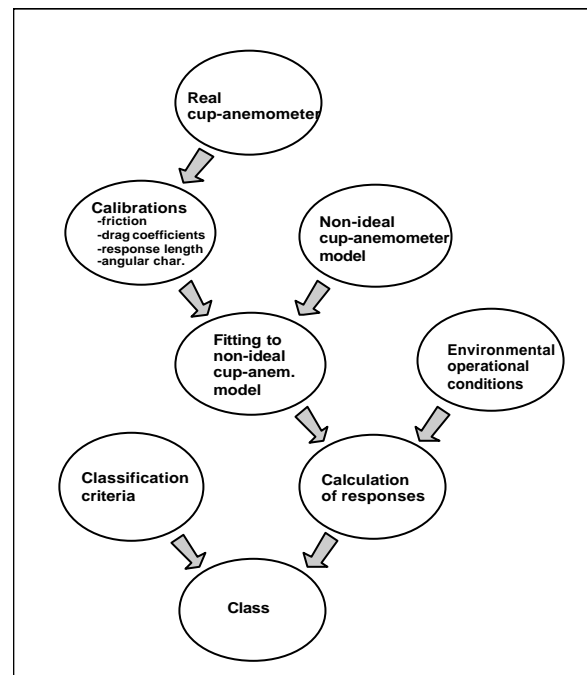 Real
cup-anemometer
Calibrations
-friction
-drag coefficients
-response length
-angular char.
Non-ideal
cup-anemometer
model
Fitting to
non-ideal
cup-anem.
model
Environmental
operational
conditions
Classification
criteria
Calculation
of responses
Class